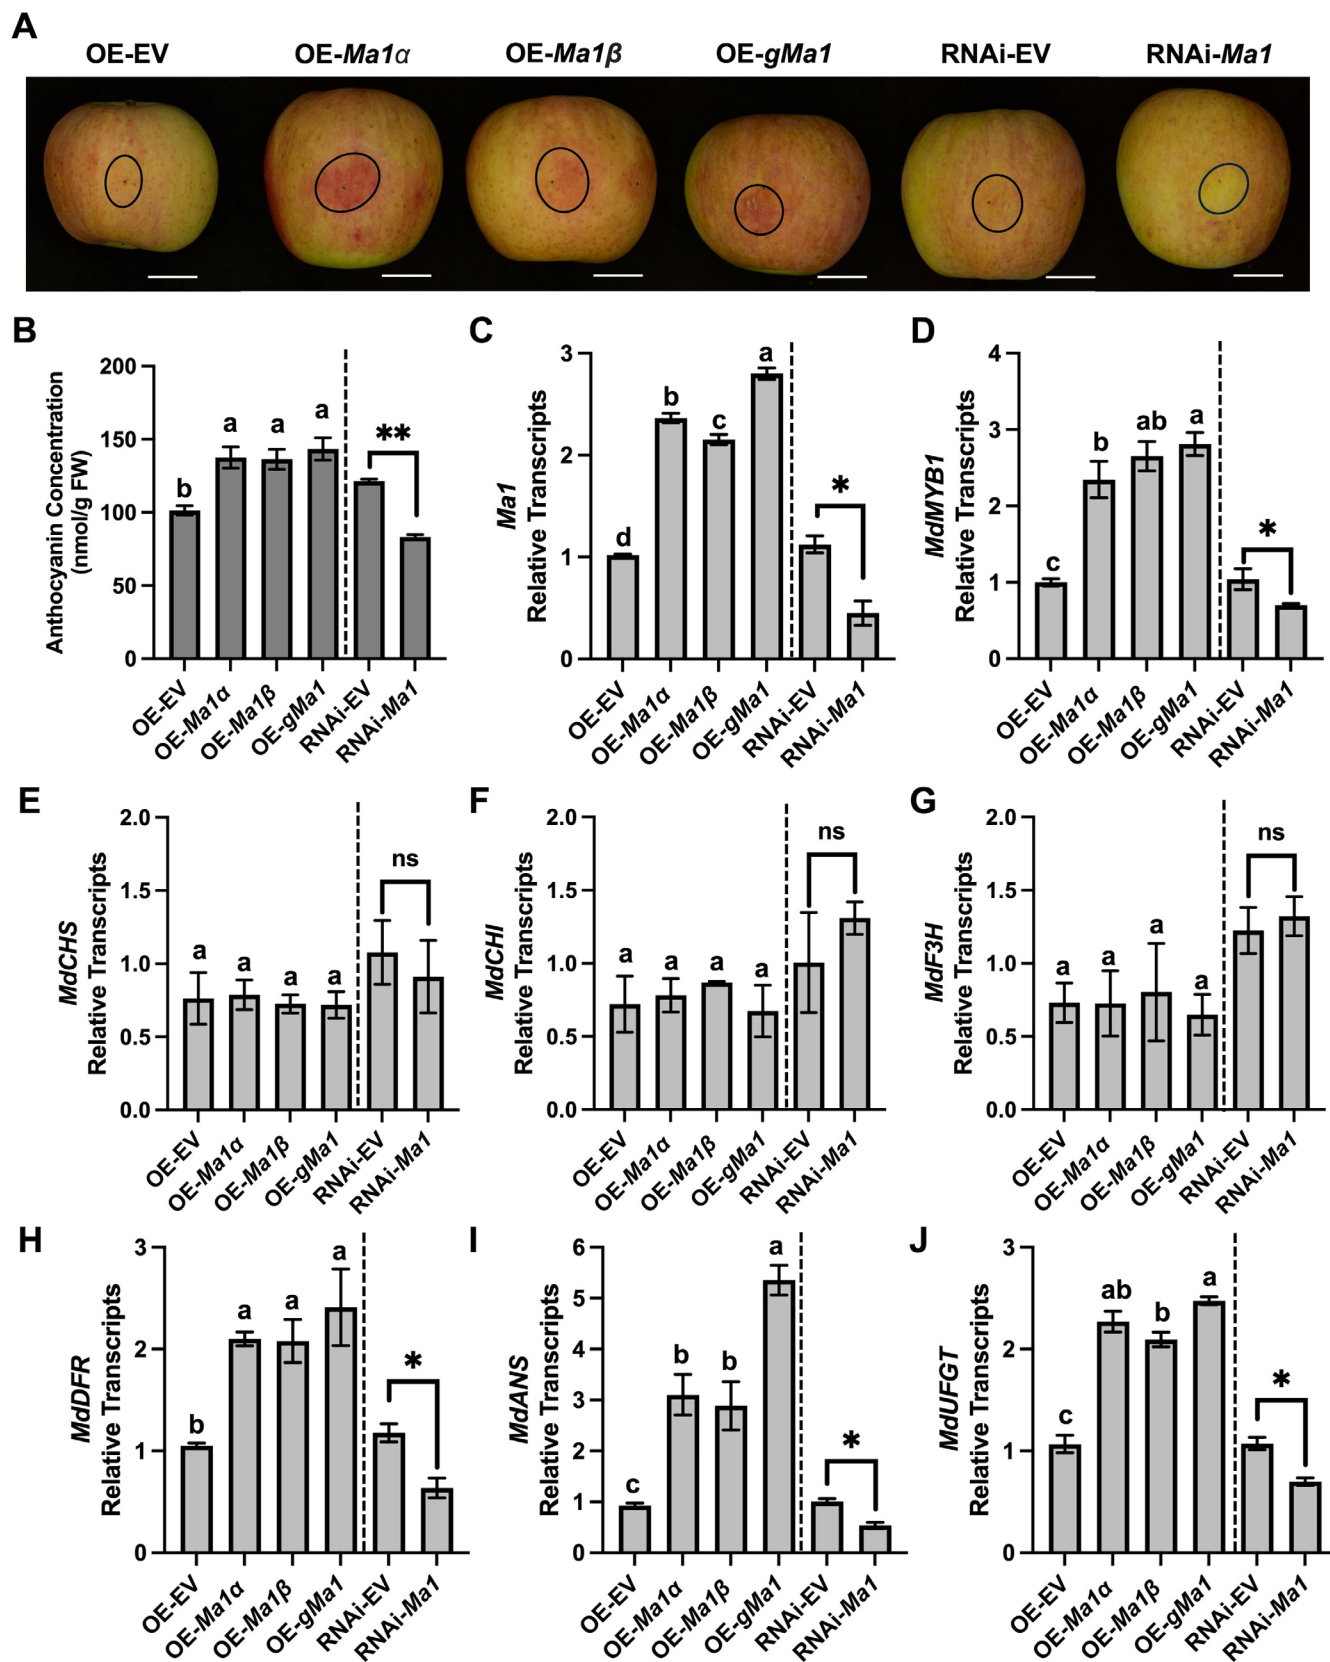 A
OE-EV OE-Ma1α OE-Ma1β OE-gMa1 RNAi-EV RNAi-Ma1
B
Anthocyanin Concentration
(nmol/g FW)
200
150
100
50
0
b a a a **
OE-EV OE-Ma1α OE-Ma1β OE-gMa1 RNAi-EV RNAi-Ma1
C
Ma1
Relative Transcripts
3
2
1
0
d b c a *
OE-EV OE-Ma1α OE-Ma1β OE-gMa1 RNAi-EV RNAi-Ma1
D
MdMYB1
Relative Transcripts
4
3
2
1
0
c b ab a *
OE-EV OE-Ma1α OE-Ma1β OE-gMa1 RNAi-EV RNAi-Ma1
E
MdCHS
Relative Transcripts
2.0
1.5
1.0
0.5
0.0
a a a a ns
OE-EV OE-Ma1α OE-Ma1β OE-gMa1 RNAi-EV RNAi-Ma1
F
MdCHI
Relative Transcripts
2.0
1.5
1.0
0.5
0.0
a a a a ns
OE-EV OE-Ma1α OE-Ma1β OE-gMa1 RNAi-EV RNAi-Ma1
G
MdF3H
Relative Transcripts
2.0
1.5
1.0
0.5
0.0
a a a a ns
OE-EV OE-Ma1α OE-Ma1β OE-gMa1 RNAi-EV RNAi-Ma1
H
MdDFR
Relative Transcripts
3
2
1
0
b a a a *
OE-EV OE-Ma1α OE-Ma1β OE-gMa1 RNAi-EV RNAi-Ma1
I
MdANS
Relative Transcripts
6
5
4
3
2
1
0
c b b a *
OE-EV OE-Ma1α OE-Ma1β OE-gMa1 RNAi-EV RNAi-Ma1
J
MdUFGT
Relative Transcripts
3
2
1
0
c ab b a *
OE-EV OE-Ma1α OE-Ma1β OE-gMa1 RNAi-EV RNAi-Ma1